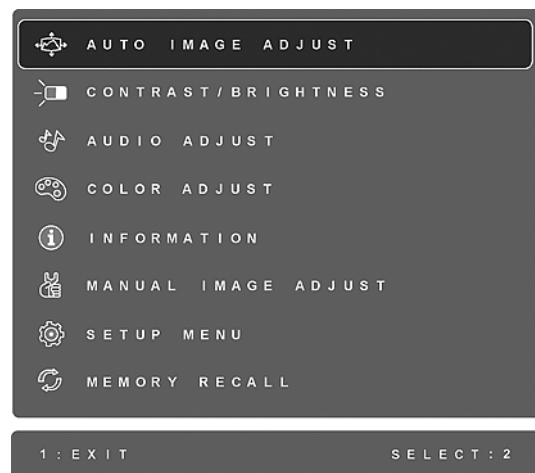 AUTO IMAGE ADJUST
CONTRAST/BRIGHTNESS
AUDIO ADJUST
COLOR ADJUST
INFORMATION
MANUAL IMAGE ADJUST
SETUP MENU
MEMORY RECALL
1:EXIT SELECT:2